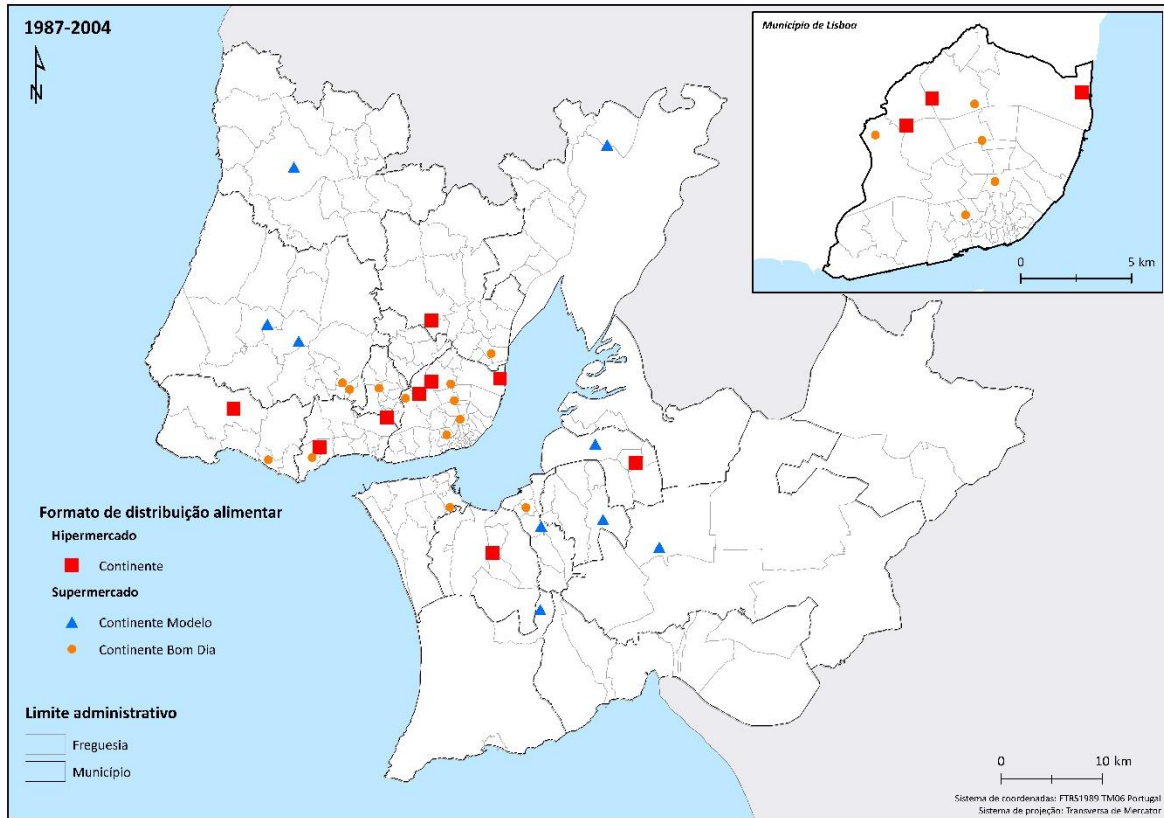 1987-2004
N
Município de Lisboa
0 5 km
Formato de distribuição alimentar
Hipermercado
Continente
Supermercado
Continente Modelo
Continente Bom Dia
Limite administrativo
Freguesia
Município
0 10 km
Sistema de coordenadas: ETRS1989 TM06 Portugal
Sistema de projeção: Transversa de Mercator